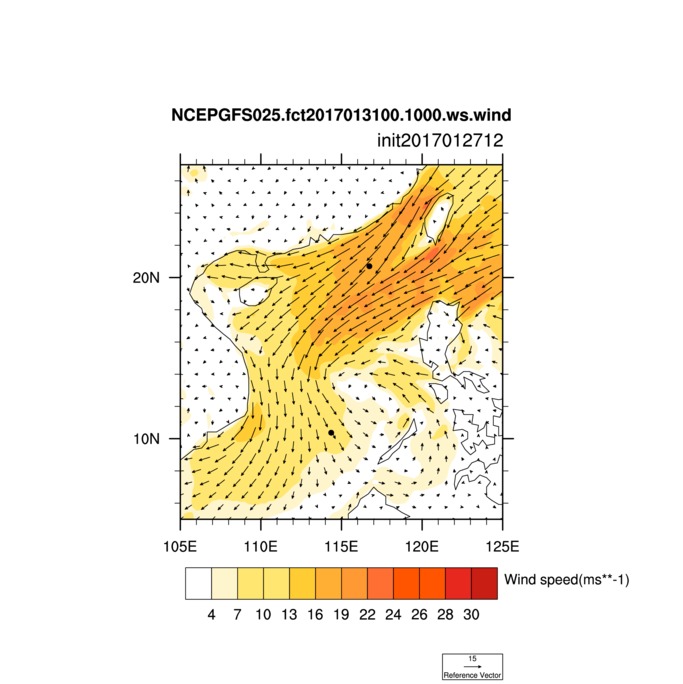 NCEPGFS025.fct2017013100.1000.ws.wind
init2017012712
20N
10N
105E 110E 115E 120E 125E
Wind speed(ms**-1)
4 7 10 13 16 19 22 24 26 28 30
15
Reference Vector